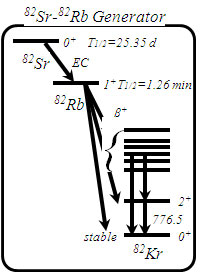 ⁸²Sr-⁸²Rb Generator
0⁺ T1/2=25.35 d
⁸²Sr EC
1⁺ T1/2=1.26 min
⁸²Rb β⁺
2⁺
776.5
stable 0⁺
⁸²Kr